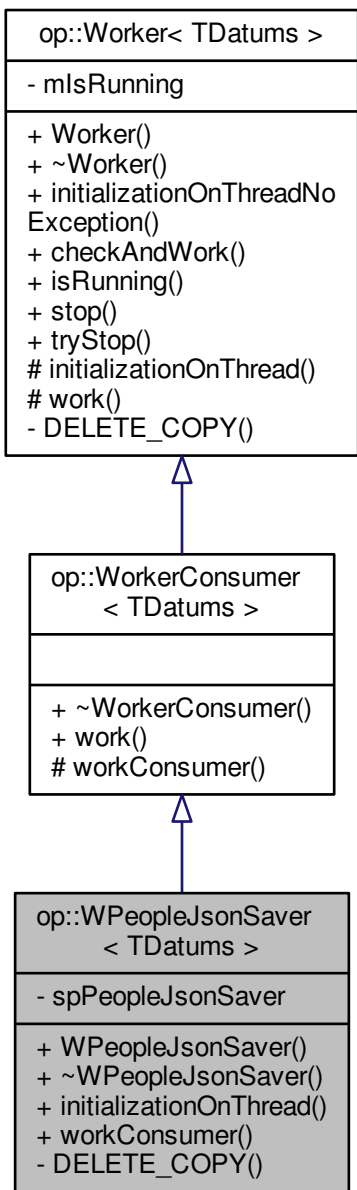 op::Worker< TDatums >
- mIsRunning
+ Worker()
+ ~Worker()
+ initializationOnThreadNo
Exception()
+ checkAndWork()
+ isRunning()
+ stop()
+ tryStop()
# initializationOnThread()
# work()
- DELETE_COPY()
op::WorkerConsumer
< TDatums >
+ ~WorkerConsumer()
+ work()
# workConsumer()
op::WPeopleJsonSaver
< TDatums >
- spPeopleJsonSaver
+ WPeopleJsonSaver()
+ ~WPeopleJsonSaver()
+ initializationOnThread()
+ workConsumer()
- DELETE_COPY()